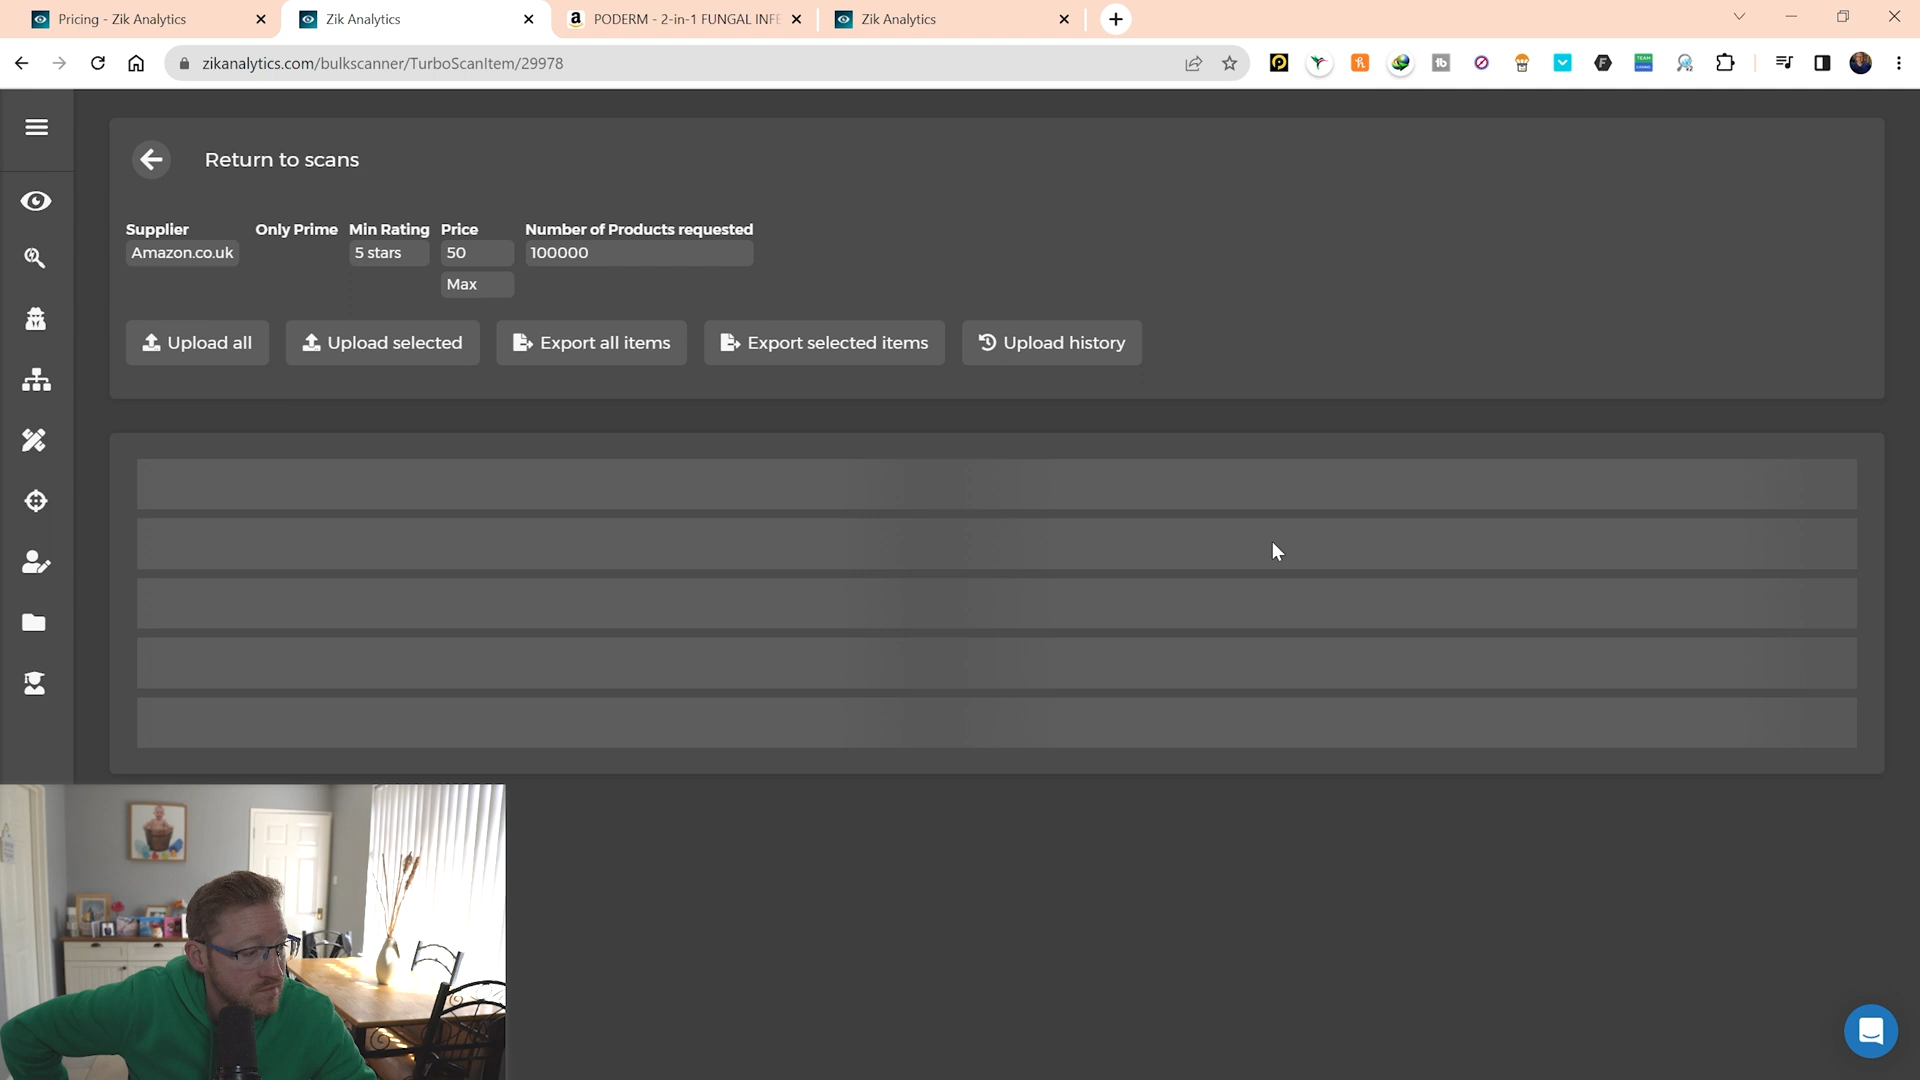 Pricing - Zik Analytics
Zik Analytics
PODERM - 2-in-1 FUNGAL INFE
Zik Analytics
zikanalytics.com/bulkscanner/TurboScanItem/29978
Return to scans
Supplier Only Prime Min Rating Price Number of Products requested
Amazon.co.uk 5 stars 50 100000
Max
Upload all Upload selected Export all items Export selected items Upload history